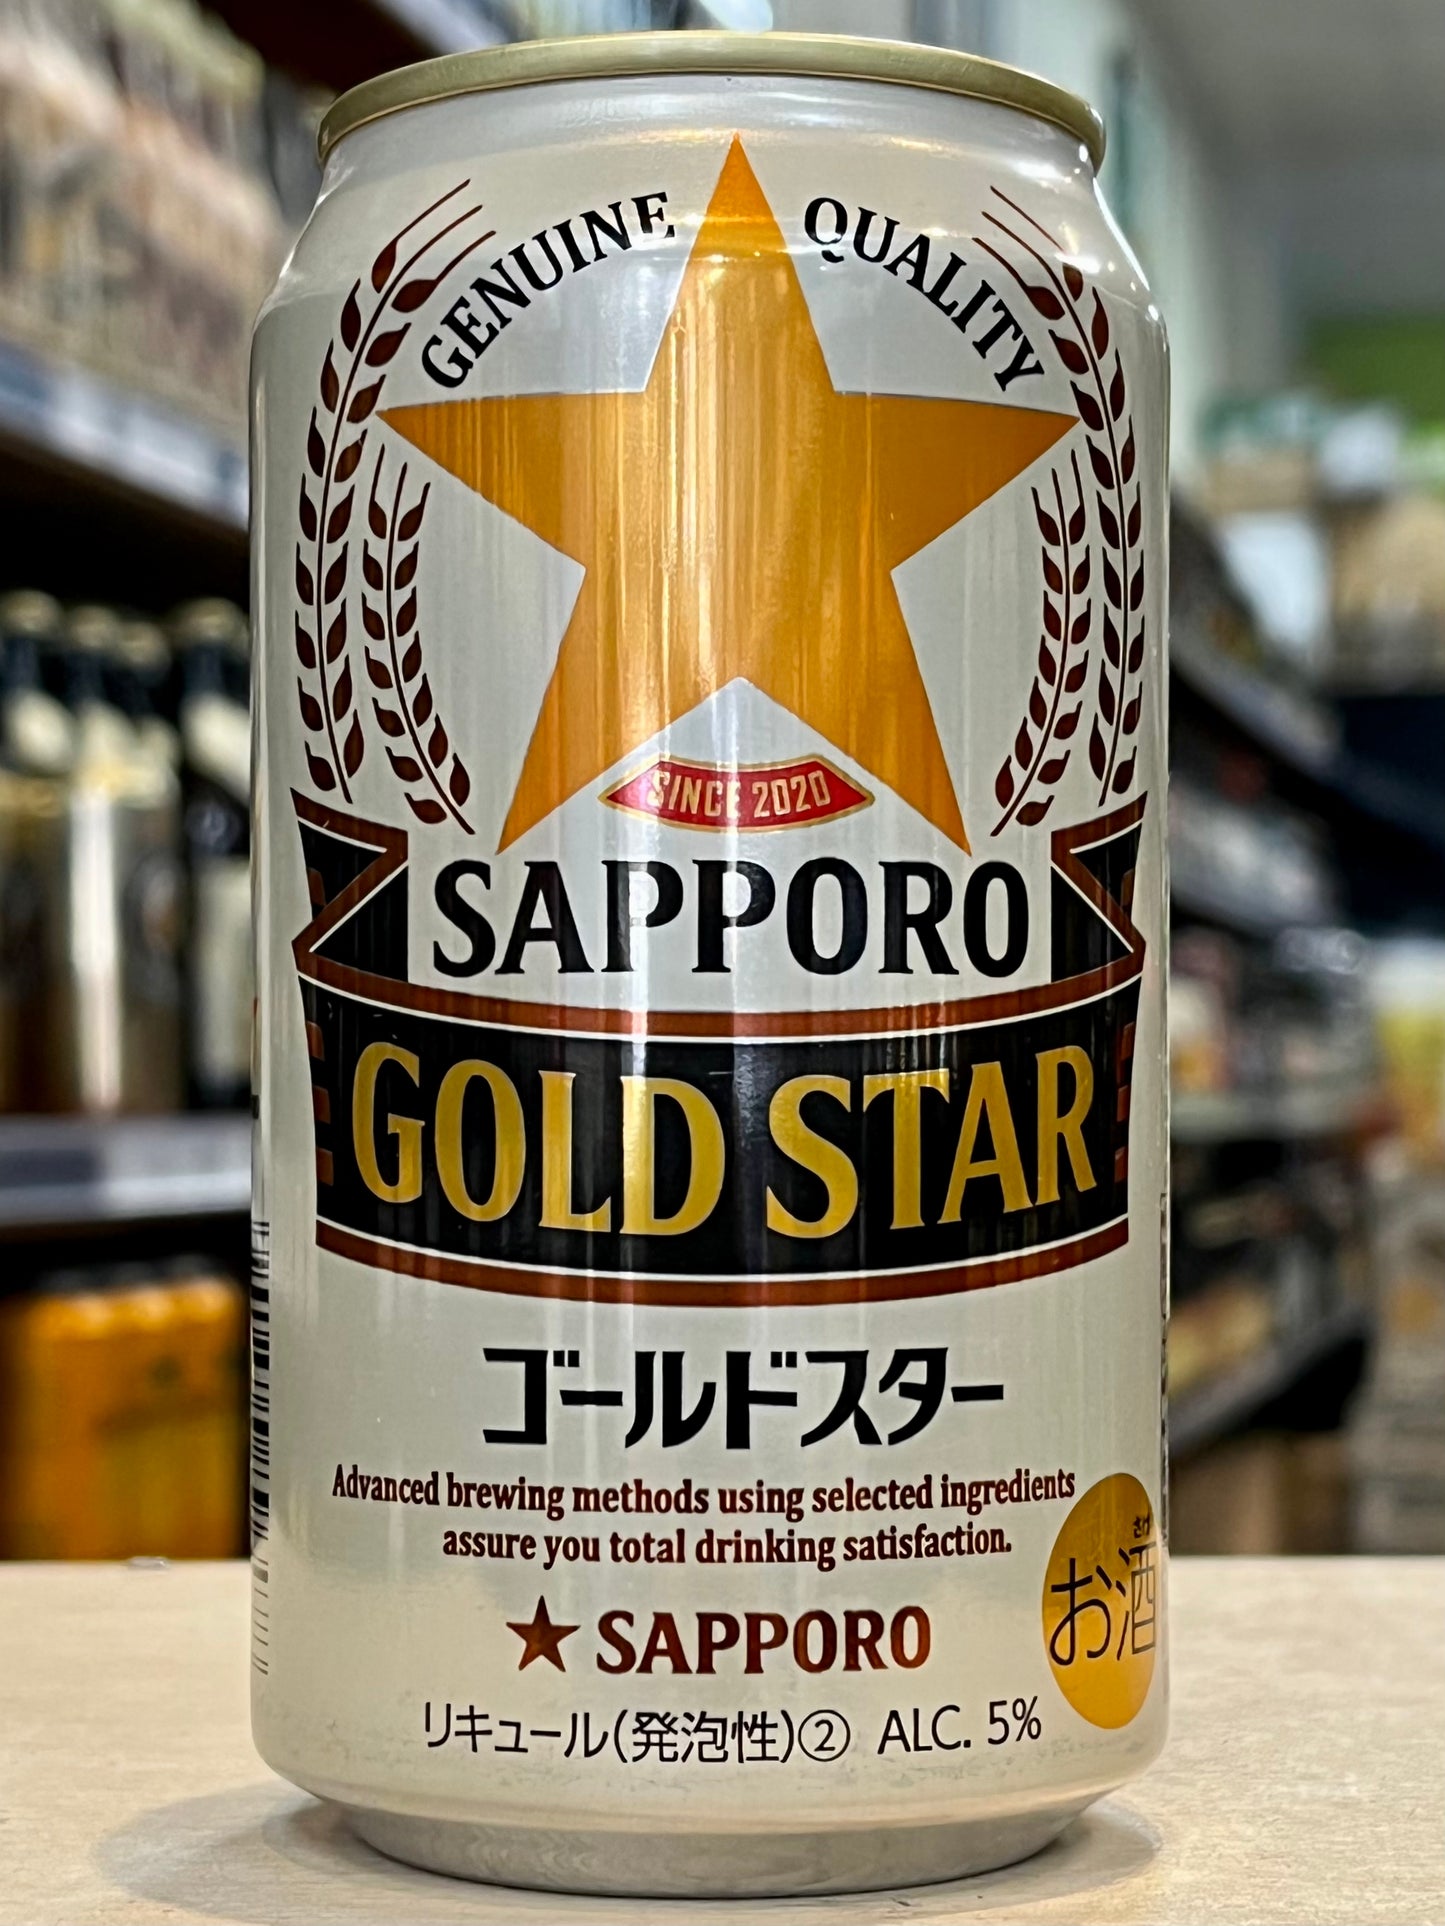 GENUINE QUALITY
SINCE 2020
SAPPORO
GOLD STAR
ゴールドスター
Advanced brewing methods using selected ingredients
assure you total drinking satisfaction.
さけ
お酒
★SAPPORO
リキュール(発泡性)② ALC. 5%